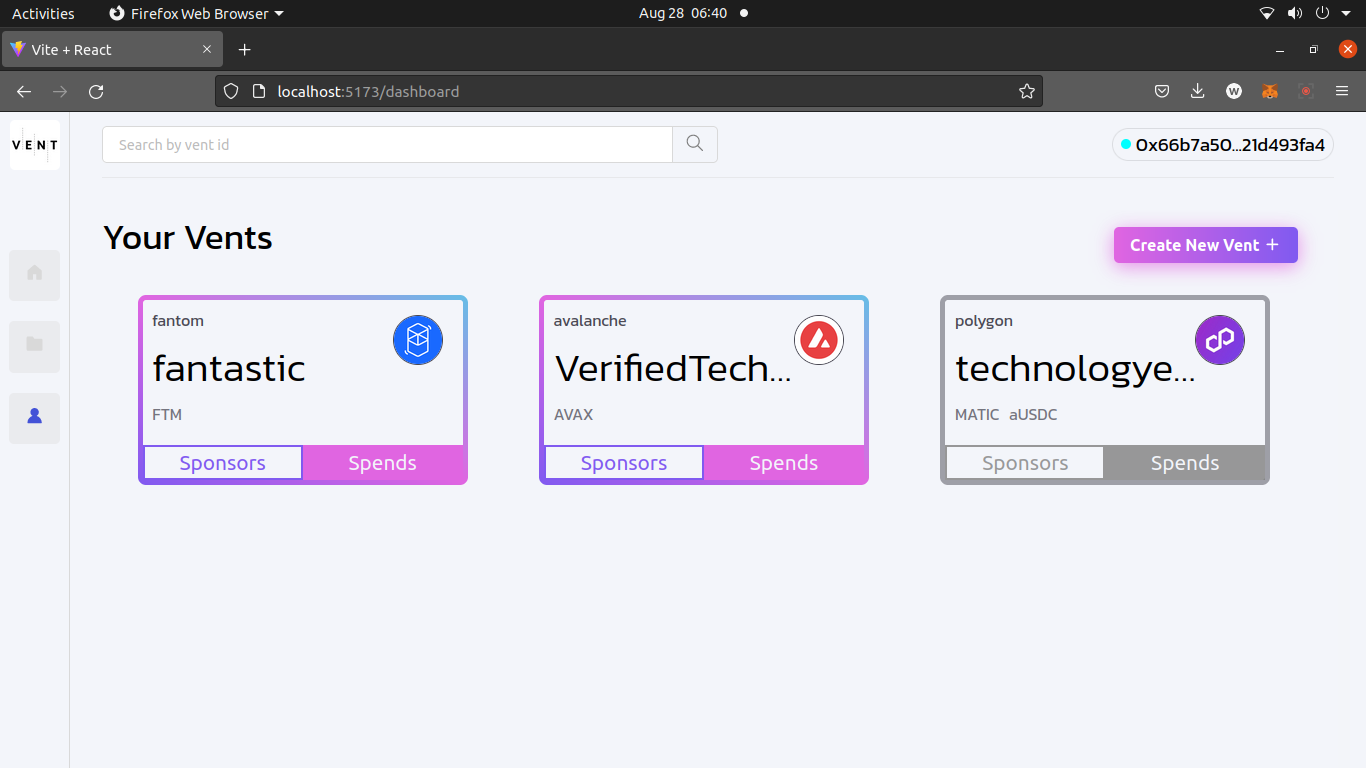 Activities Firefox Web Browser Aug 28 06:40
Vite + React
localhost:5173/dashboard
VENT
Search by vent id
0x66b7a50...21d493fa4
Your Vents
Create New Vent +
fantom
fantastic
FTM
Sponsors Spends
avalanche
VerifiedTech...
AVAX
Sponsors Spends
polygon
technologye...
MATIC aUSDC
Sponsors Spends